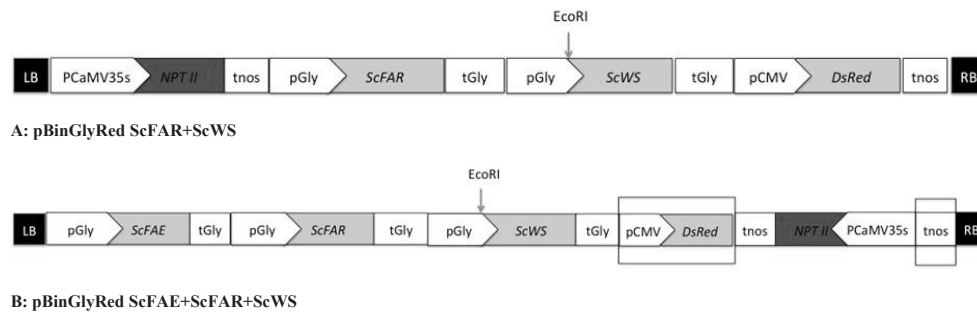 EcoRI
LB PCaMV35s NPT II tnos pGly ScFAR tGly pGly ScWS tGly pCMV DsRed tnos RB
A: pBinGlyRed ScFAR+ScWS
EcoRI
LB pGly ScFAE tGly pGly ScFAR tGly pGly ScWS tGly pCMV DsRed tnos NPT II PCaMV35s tnos RB
B: pBinGlyRed ScFAE+ScFAR+ScWS